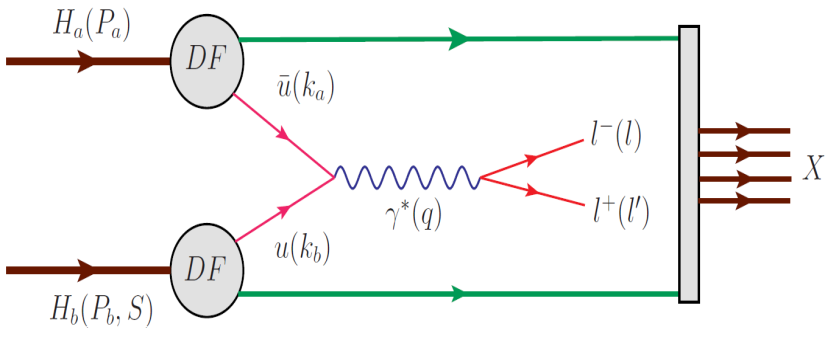 H_a(P_a)
DF
ū(k_a)
l⁻(l)
X
γ*(q)
l⁺(l′)
u(k_b)
DF
H_b(P_b, S)